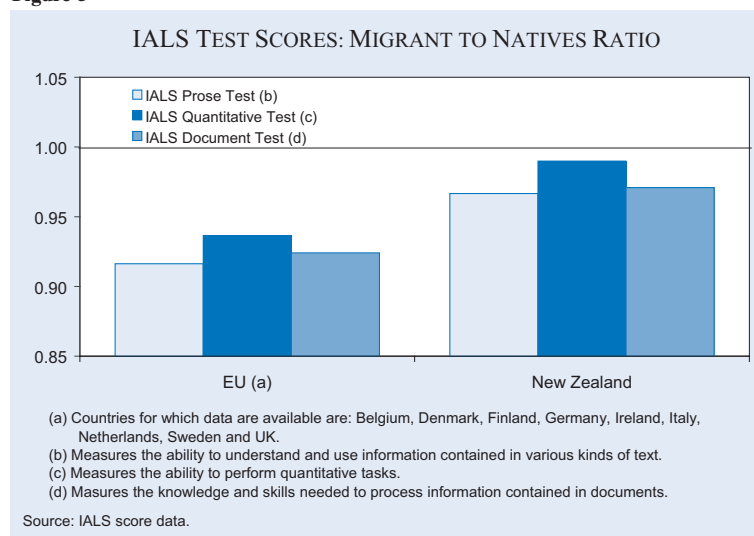 IALS TEST SCORES: MIGRANT TO NATIVES RATIO
1.05
IALS Prose Test (b)
IALS Quantitative Test (c)
IALS Document Test (d)
1.00
0.95
0.90
0.85
EU (a)
New Zealand
(a) Countries for which data are available are: Belgium, Denmark, Finland, Germany, Ireland, Italy,
Netherlands, Sweden and UK.
(b) Measures the ability to understand and use information contained in various kinds of text.
(c) Measures the ability to perform quantitative tasks.
(d) Masures the knowledge and skills needed to process information contained in documents.
Source: IALS score data.